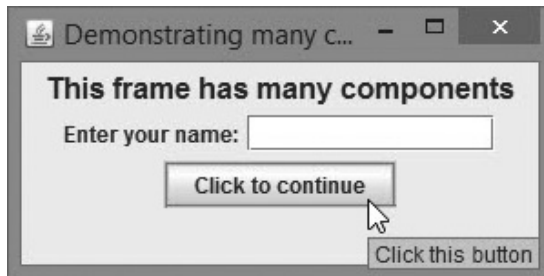 Demonstrating many c...
This frame has many components
Enter your name:
Click to continue
Click this button